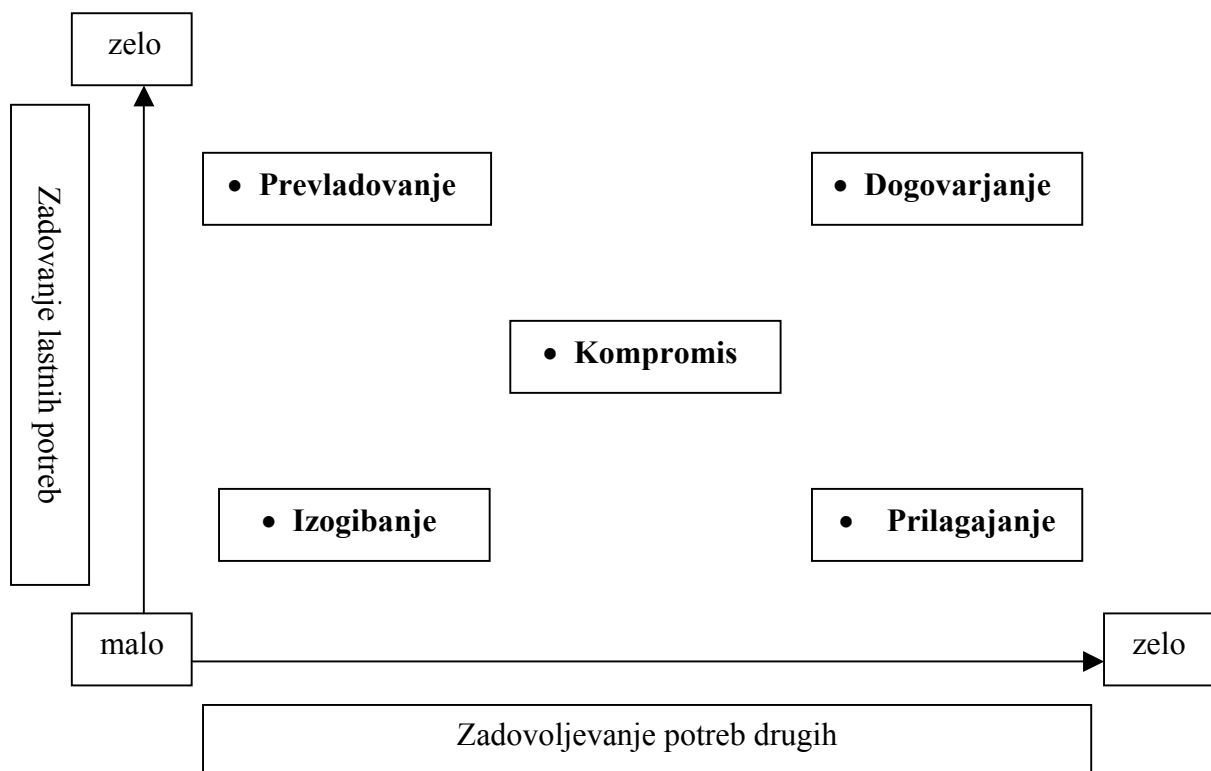 zelo
Zadovanje lastnih potreb
• Prevladovanje
• Dogovarjanje
• Kompromis
• Izogibanje
• Prilagajanje
malo
zelo
Zadovoljevanje potreb drugih